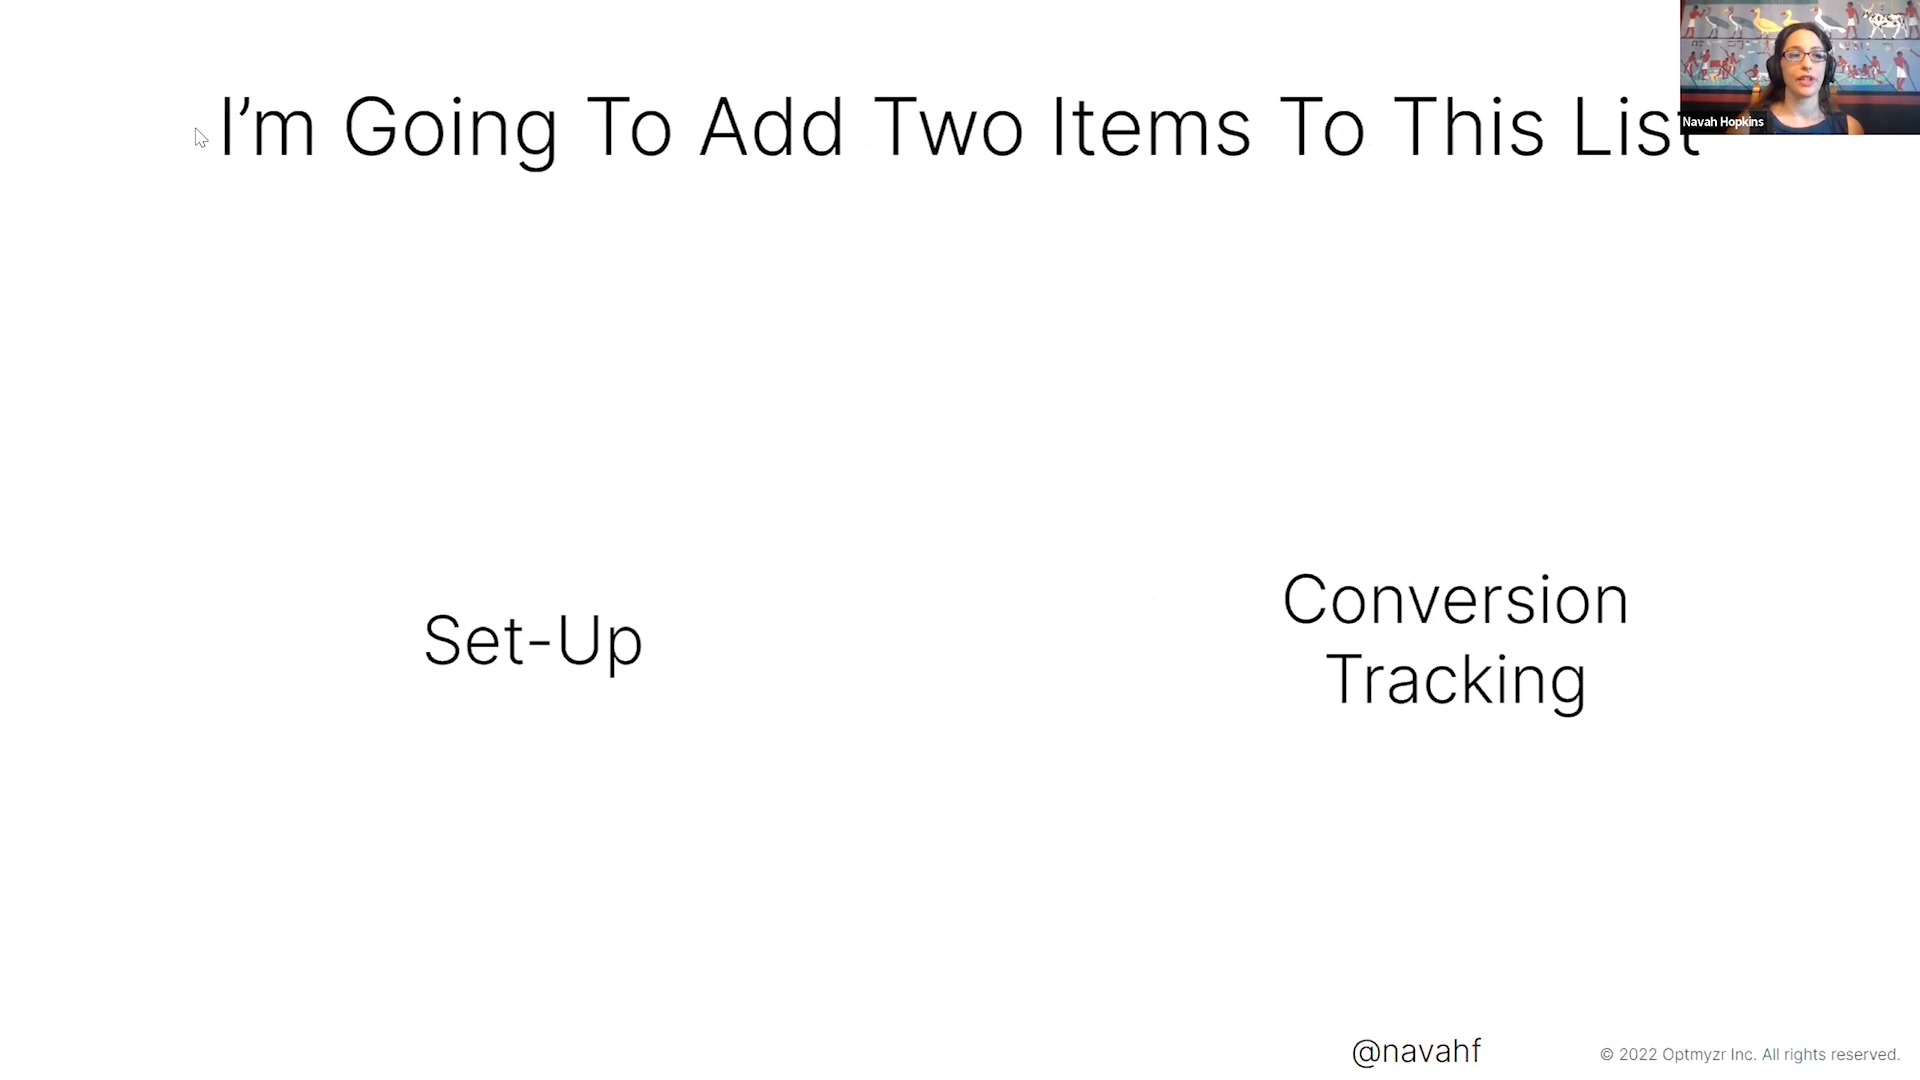 I’m Going To Add Two Items To This List
Navah Hopkins
Set-Up
Conversion
Tracking
@navahf
© 2022 Optmyzr Inc. All rights reserved.